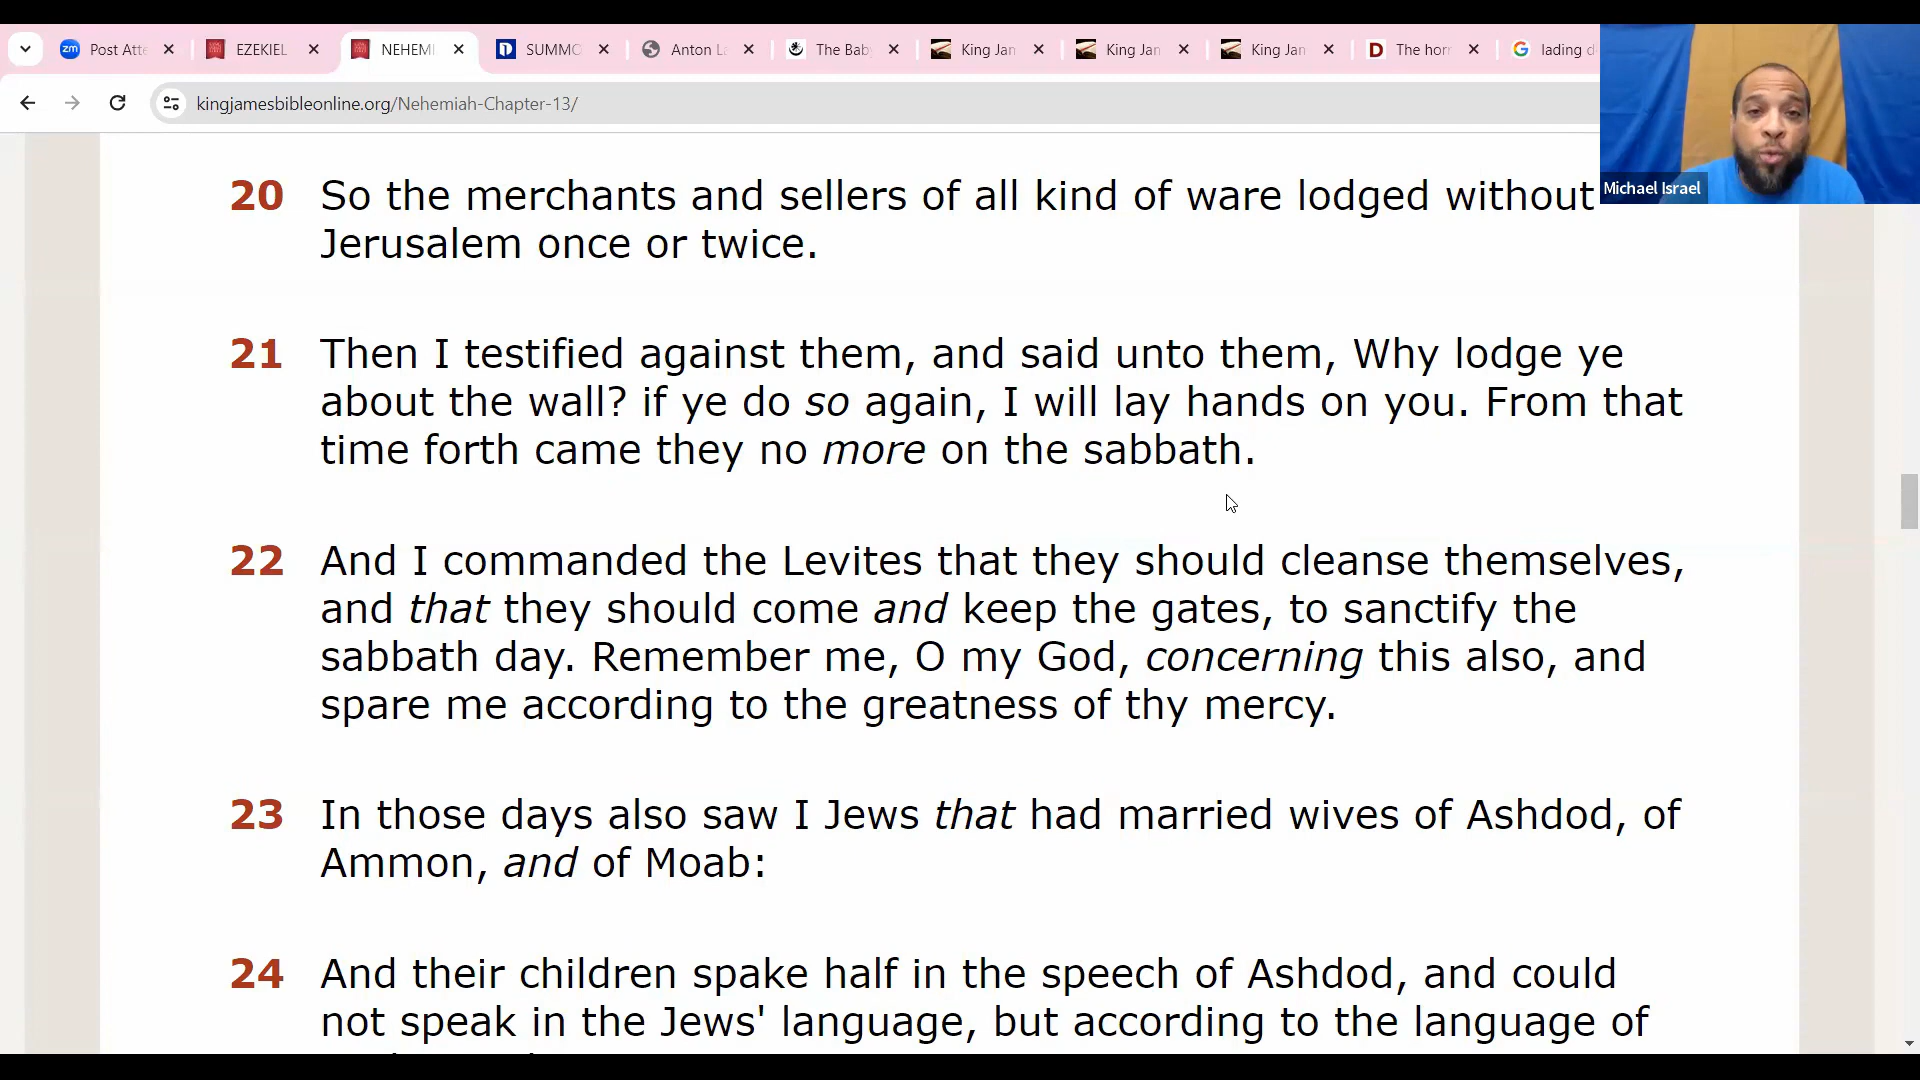 zm Post Atte
EZEKIEL
NEHEMI
D SUMMO
Anton L
The Bab
King Jam
King Jam
King Jam
D The horr
G lading d
kingjamesbibleonline.org/Nehemiah-Chapter-13/
Michael Israel
20 So the merchants and sellers of all kind of ware lodged without
Jerusalem once or twice.
21 Then I testified against them, and said unto them, Why lodge ye
about the wall? if ye do so again, I will lay hands on you. From that
time forth came they no more on the sabbath.
22 And I commanded the Levites that they should cleanse themselves,
and that they should come and keep the gates, to sanctify the
sabbath day. Remember me, O my God, concerning this also, and
spare me according to the greatness of thy mercy.
23 In those days also saw I Jews that had married wives of Ashdod, of
Ammon, and of Moab:
24 And their children spake half in the speech of Ashdod, and could
not speak in the Jews' language, but according to the language of